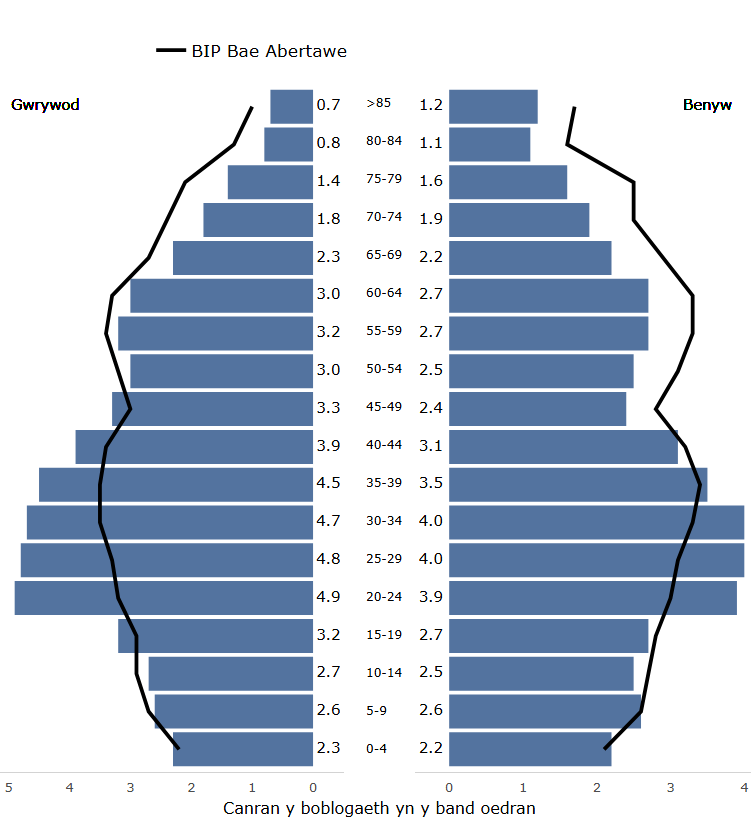 BIP Bae Abertawe
Gwrywod Benyw
0.7 >85 1.2
0.8 80-84 1.1
1.4 75-79 1.6
1.8 70-74 1.9
2.3 65-69 2.2
3.0 60-64 2.7
3.2 55-59 2.7
3.0 50-54 2.5
3.3 45-49 2.4
3.9 40-44 3.1
4.5 35-39 3.5
4.7 30-34 4.0
4.8 25-29 4.0
4.9 20-24 3.9
3.2 15-19 2.7
2.7 10-14 2.5
2.6 5-9 2.6
2.3 0-4 2.2
5 4 3 2 1 0 0 1 2 3 4
Canran y boblogaeth yn y band oedran